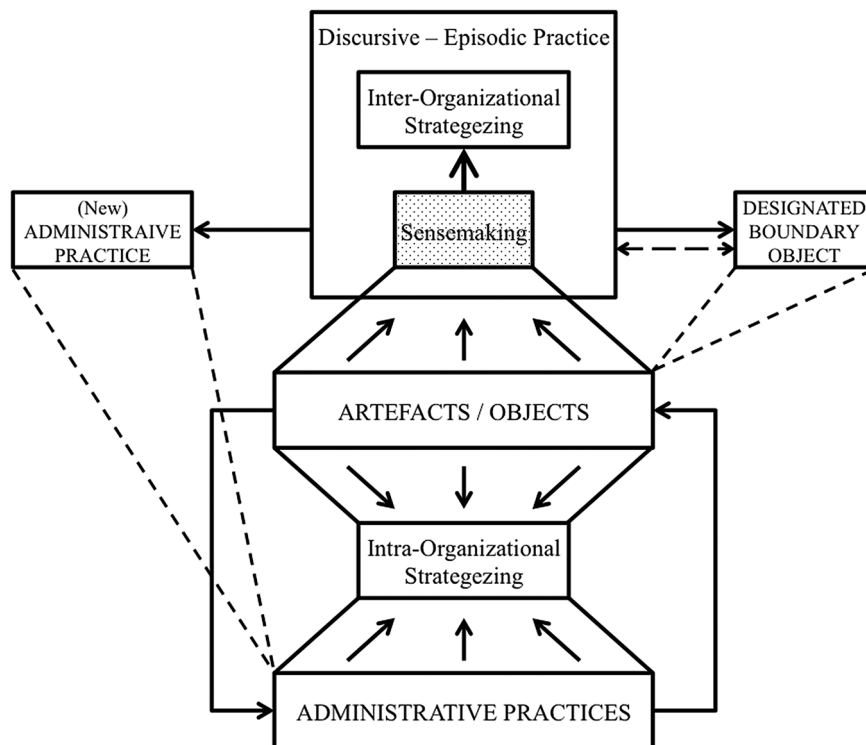 Discursive – Episodic Practice
Inter-Organizational
Strategezing
(New)
ADMINISTRAIVE
PRACTICE
Sensemaking
DESIGNATED
BOUNDARY
OBJECT
ARTEFACTS / OBJECTS
Intra-Organizational
Strategezing
ADMINISTRATIVE PRACTICES